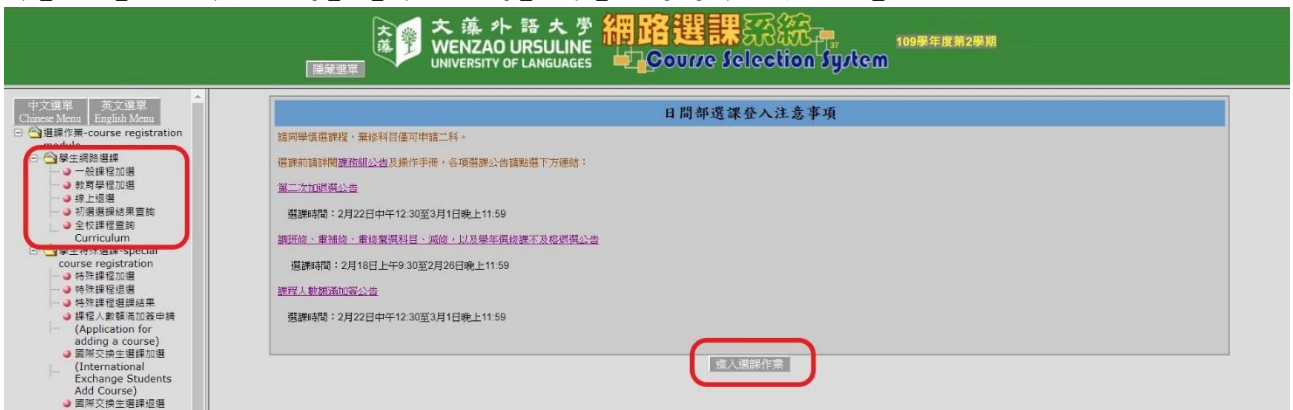 文藻
文藻外語大學
WENZAO URSULINE
UNIVERSITY OF LANGUAGES
網路選課系統
Course Selection System
109學年度第2學期
隱藏選單
中文選單 英文選單
Chinese Menu English Menu
選課作業-course registration
module
學生網路選課
一般課程加選
教育學程加選
線上退選
初選選課結果查詢
全校課程查詢
Curriculum
學生特殊選課-special
course registration
特殊課程加選
特殊課程退選
特殊課程選課結果
課程人數額滿加簽申請
(Application for
adding a course)
國際交換生選課加選
(International
Exchange Students
Add Course)
國際交換生選課退選
日間部選課登入注意事項
請同學慎選課程，棄修科目僅可申請二科。
選課前請詳閱課務組公告及操作手冊，各項選課公告請點選下方連結：
第二次加退選公告
選課時間：2月22日中午12:30至3月1日晚上11:59
調班修、重補修、重修棄選科目、減修、以及學年課修課不及格退選公告
選課時間：2月18日上午9:30至2月26日晚上11:59
課程人數額滿加簽公告
選課時間：2月22日中午12:30至3月1日晚上11:59
進入選課作業